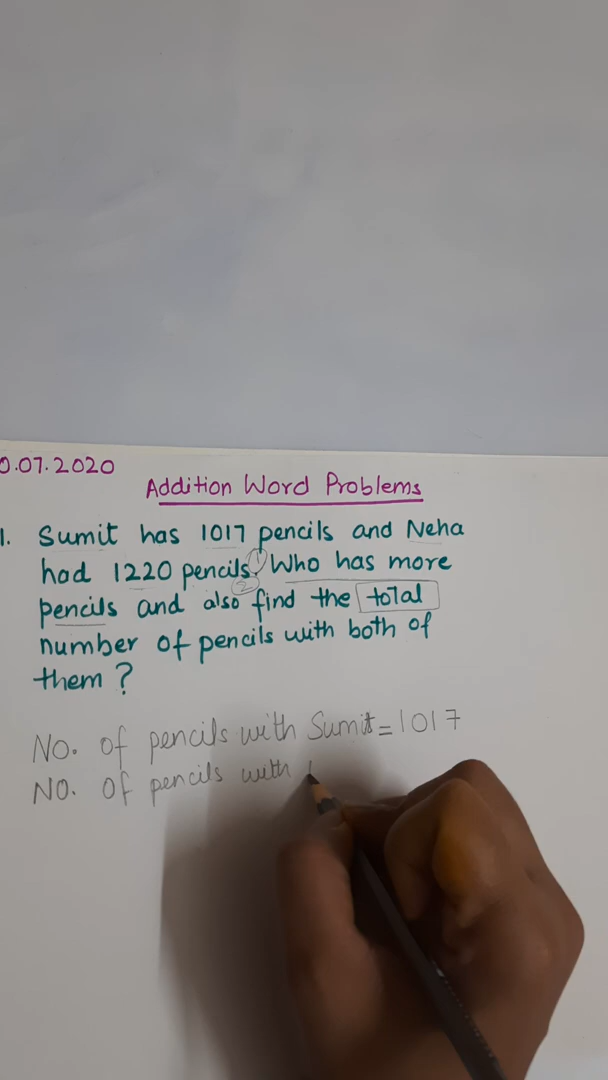 0.07.2020
Addition Word Problems
1. Sumit has 1017 pencils and Neha
had 1220 pencils. (1) Who has more
pencils and also (2) find the total
number of pencils with both of
them ?
No. of pencils with Sumit = 1017
No. of pencils with